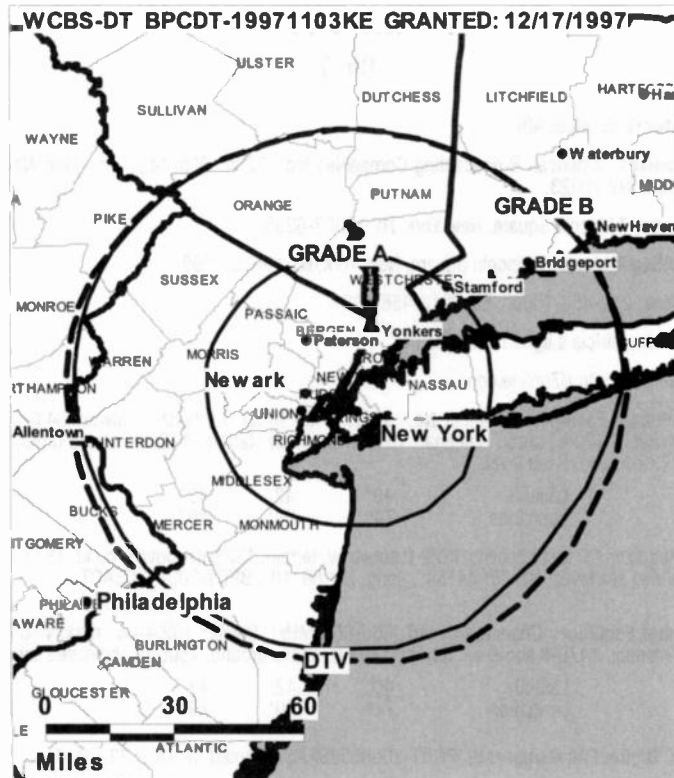 WCBS-DT BPCDT-19971103KE GRANTED: 12/17/1997
ULSTER
DUTCHESS
LITCHFIELD
SULLIVAN
WAYNE
Waterbury
PUTNAM
ORANGE
PIKE
GRADE B
New Haven
GRADE A
Bridgeport
WESTCHESTER
SUSSEX
Stamford
MONROE
PASSAIC
BERGEN
Yonkers
Paterson
WARREN
MORRIS
Newark
NASSAU
UNION
Allentown
RICHMOND
New York
MIDDLESEX
BUCKS
MERCER
MONMOUTH
Philadelphia
BURLINGTON
DTV
CAMDEN
GLOUCESTER
0 30 60
ATLANTIC
Miles